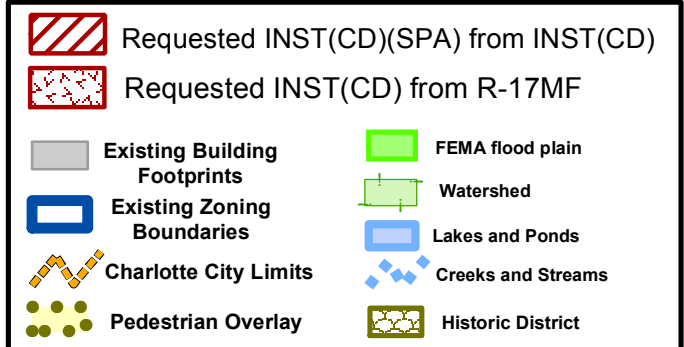 Requested INST(CD)(SPA) from INST(CD)
Requested INST(CD) from R-17MF
Existing Building
Footprints
Existing Zoning
Boundaries
Charlotte City Limits
Pedestrian Overlay
FEMA flood plain
Watershed
Lakes and Ponds
Creeks and Streams
Historic District